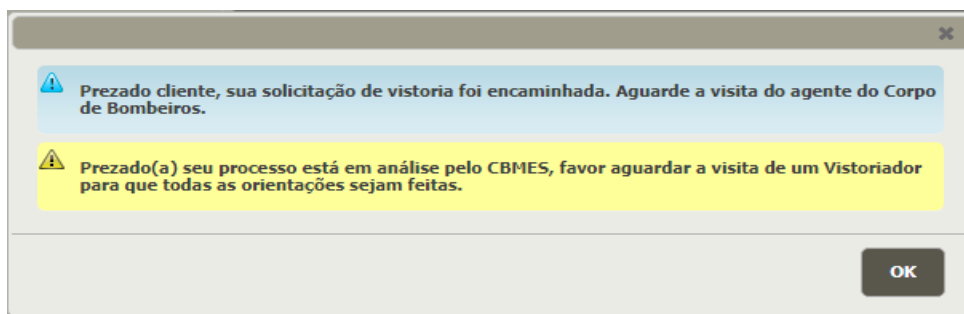 Prezado cliente, sua solicitação de vistoria foi encaminhada. Aguarde a visita do agente do Corpo
de Bombeiros.
Prezado(a) seu processo está em análise pelo CBMES, favor aguardar a visita de um Vistoriador
para que todas as orientações sejam feitas.
OK